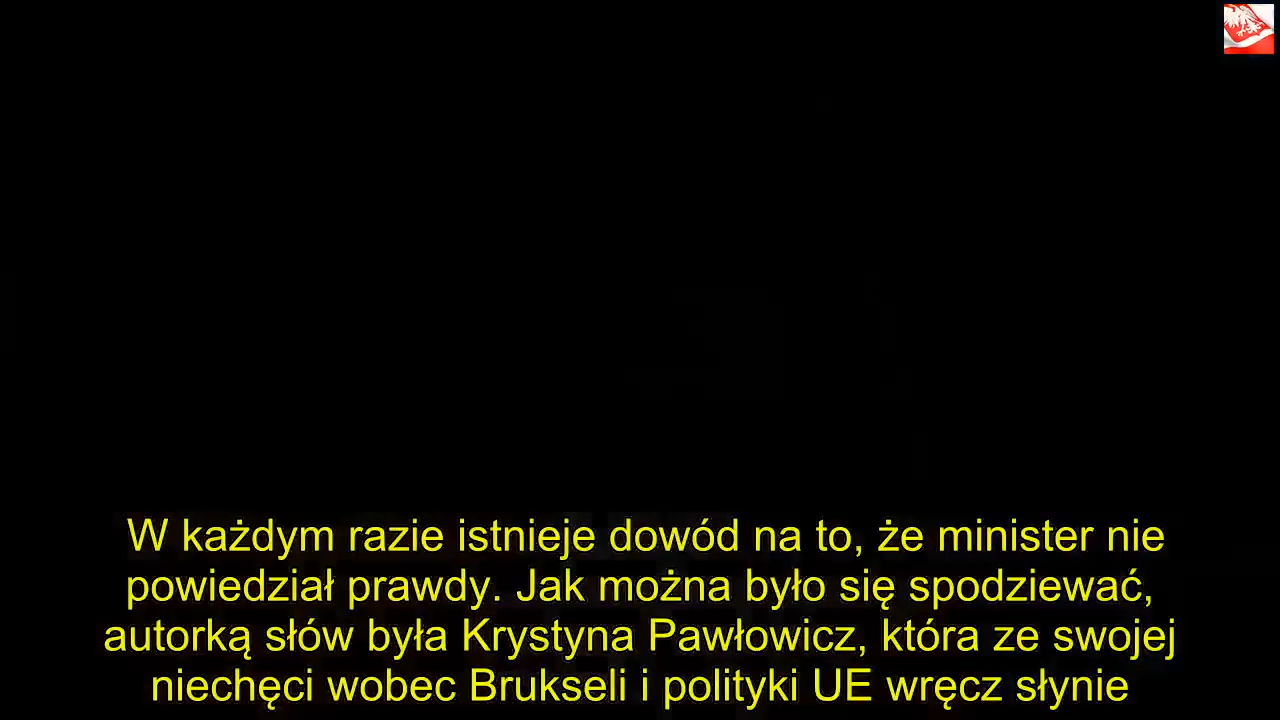 W każdym razie istnieje dowód na to, że minister nie
powiedział prawdy. Jak można było się spodziewać,
autorką słów była Krystyna Pawłowicz, która ze swojej
niechęci wobec Brukseli i polityki UE wręcz słynie